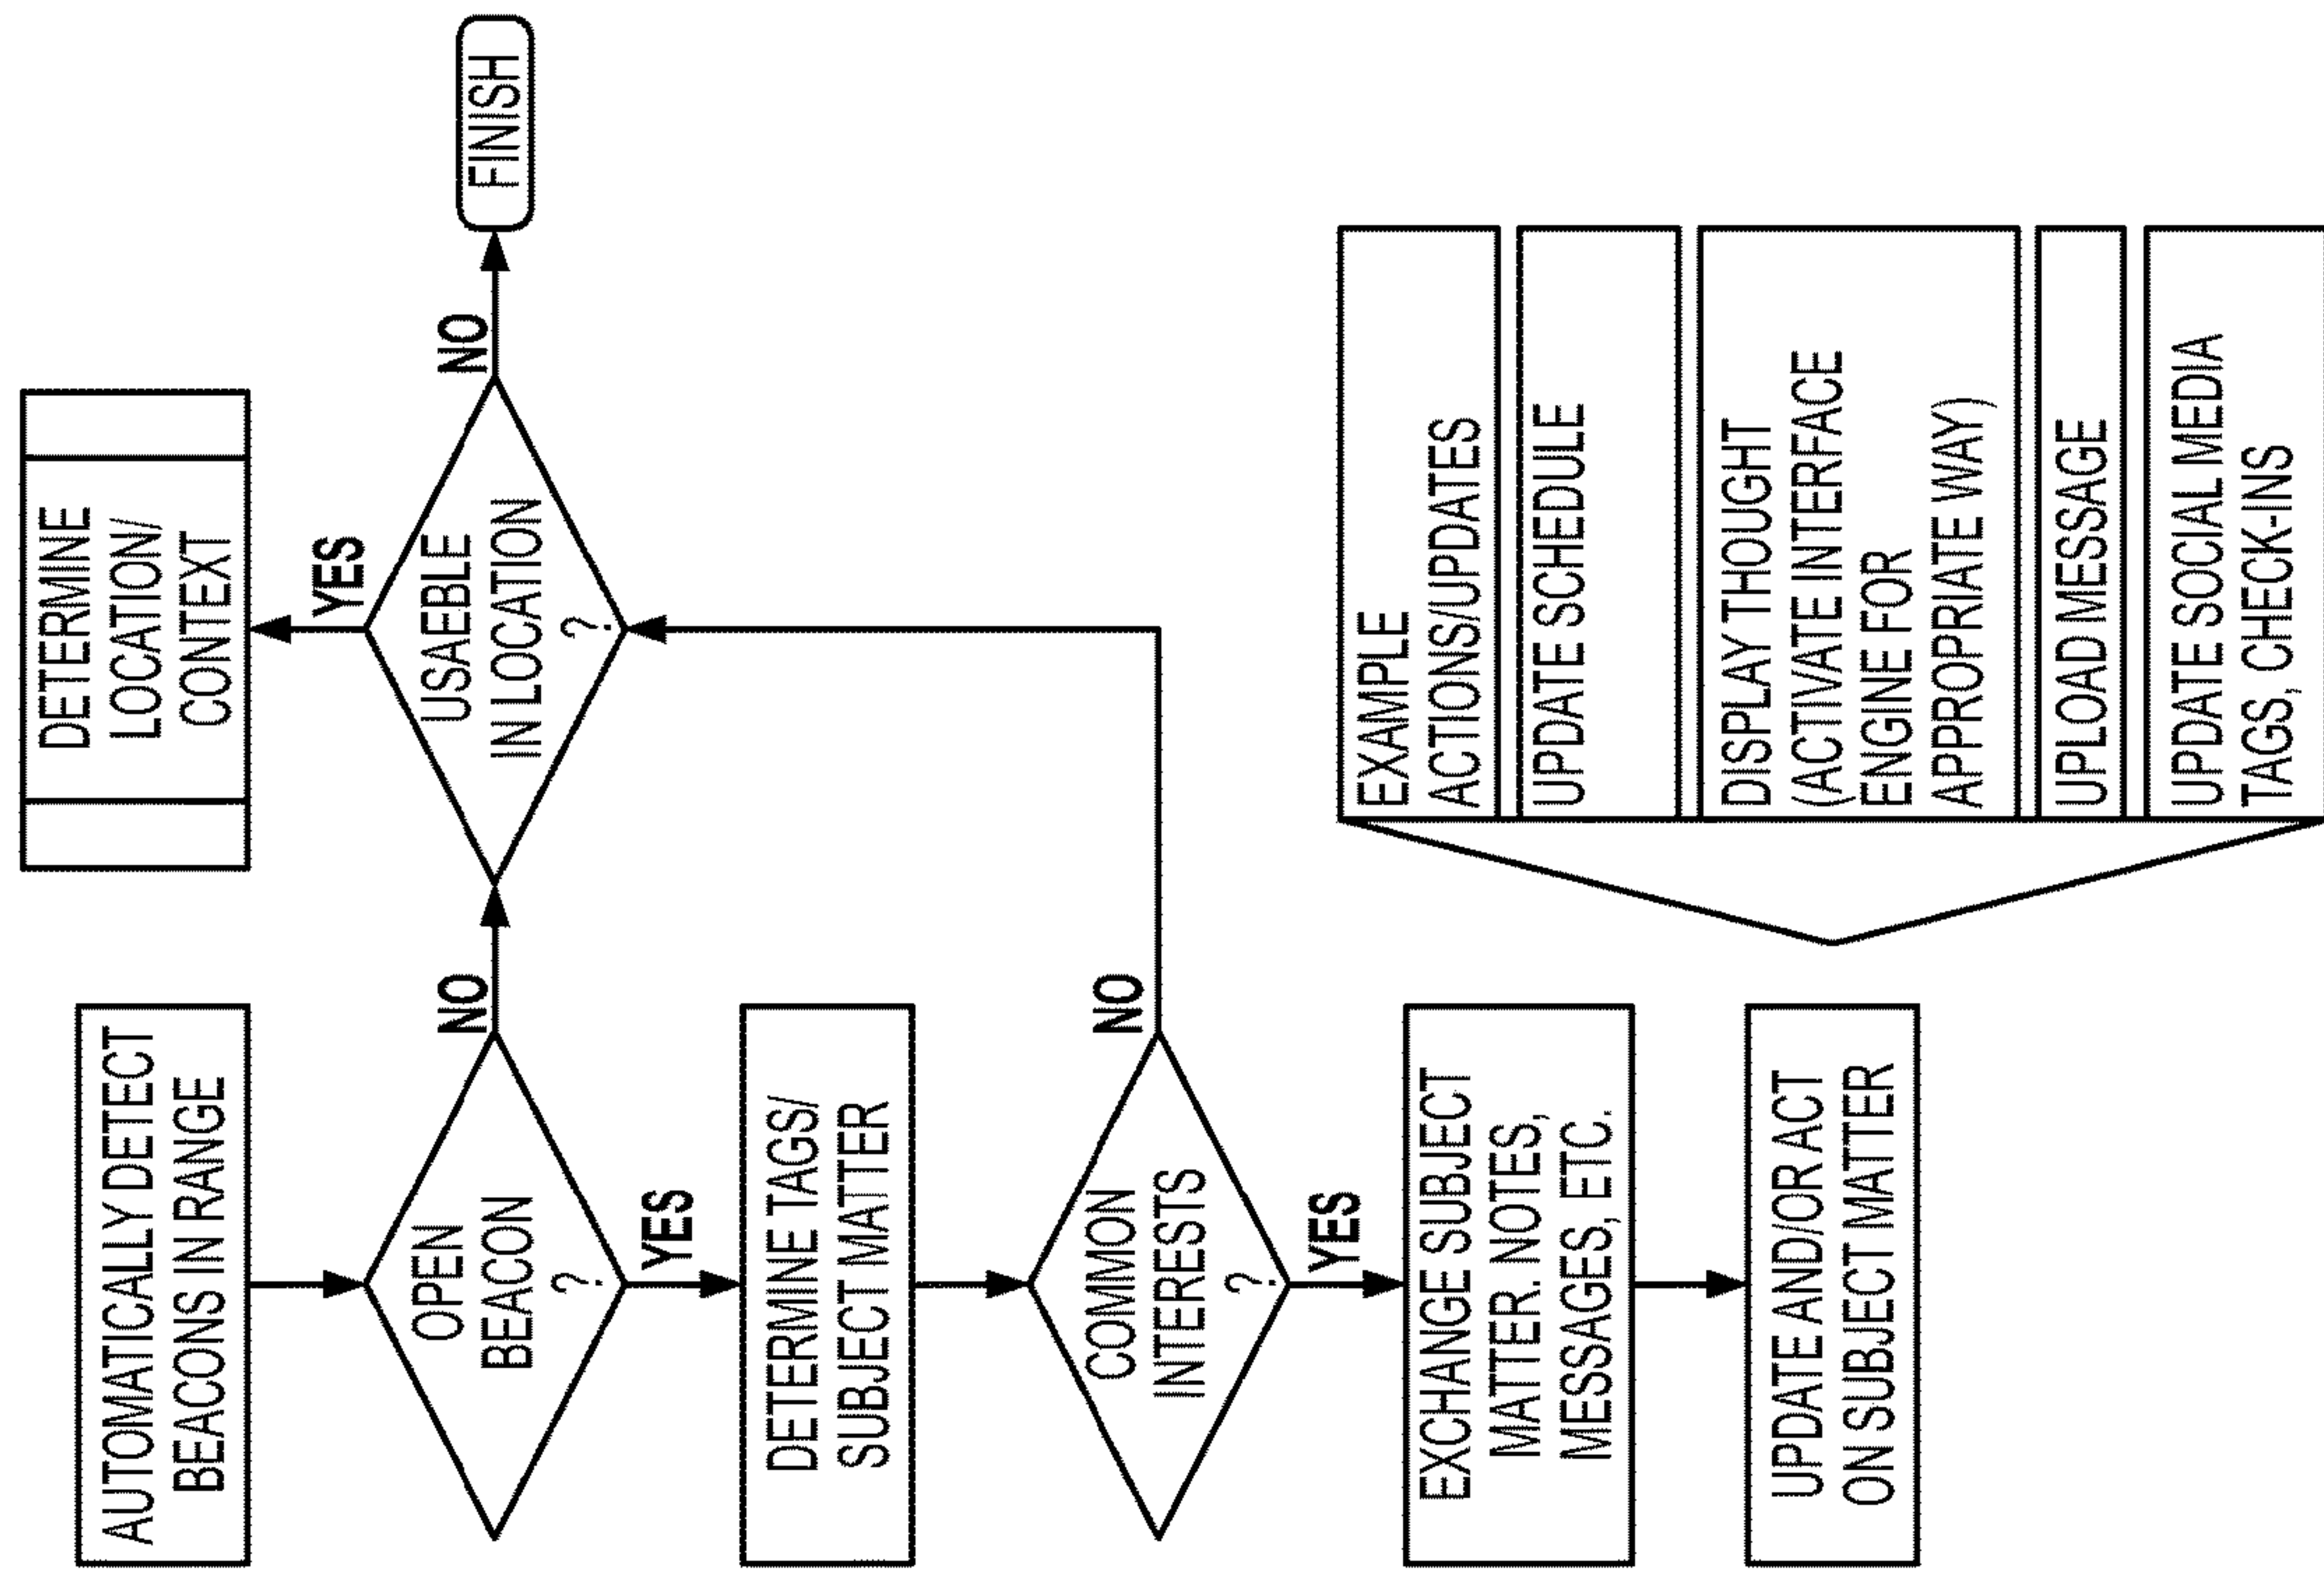 AUTOMATICALLY DETECT
BEACONS IN RANGE
OPEN
BEACON
?
NO
YES
DETERMINE
LOCATION/
CONTEXT
YES
USAEBLE
IN LOCATION
?
NO
FINISH
DETERMINE TAGS/
SUBJECT MATTER
COMMON
INTERESTS
?
NO
YES
EXCHANGE SUBJECT
MATTER. NOTES,
MESSAGES, ETC.
UPDATE AND/OR ACT
ON SUBJECT MATTER
EXAMPLE
ACTIONS/UPDATES
UPDATE SCHEDULE
DISPLAY THOUGHT
(ACTIVATE INTERFACE
ENGINE FOR
APPROPRIATE WAY)
UPLOAD MESSAGE
UPDATE SOCIAL MEDIA
TAGS, CHECK-INS